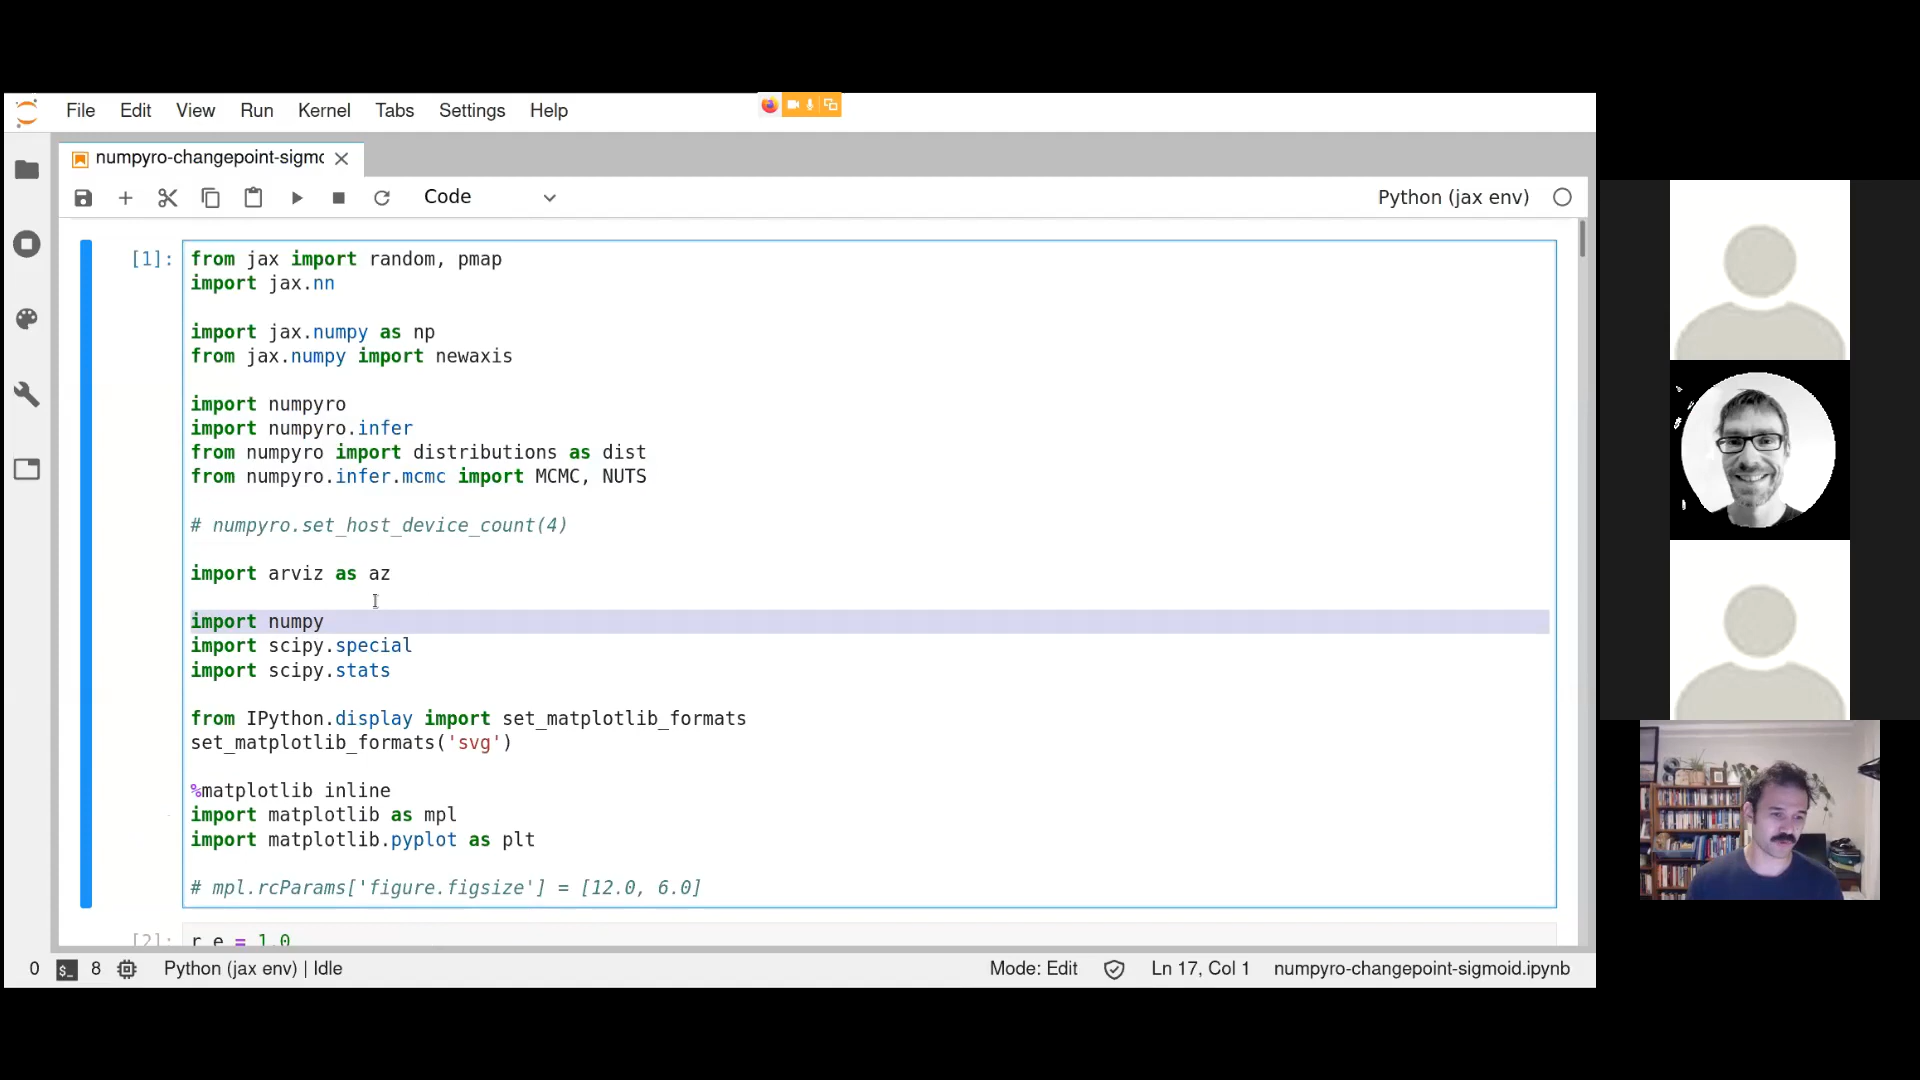 File Edit View Run Kernel Tabs Settings Help
numpyro-changepoint-sigmo
Code
Python (jax env)
[1]:
from jax import random, pmap
import jax.nn
import jax.numpy as np
from jax.numpy import newaxis
import numpyro
import numpyro.infer
from numpyro import distributions as dist
from numpyro.infer.mcmc import MCMC, NUTS
# numpyro.set_host_device_count(4)
import arviz as az
import numpy
import scipy.special
import scipy.stats
from IPython.display import set_matplotlib_formats
set_matplotlib_formats('svg')
%matplotlib inline
import matplotlib as mpl
import matplotlib.pyplot as plt
# mpl.rcParams['figure.figsize'] = [12.0, 6.0]
[2]: r_e = 1.0
0 $_ 8 Python (jax env) | Idle Mode: Edit Ln 17, Col 1 numpyro-changepoint-sigmoid.ipynb